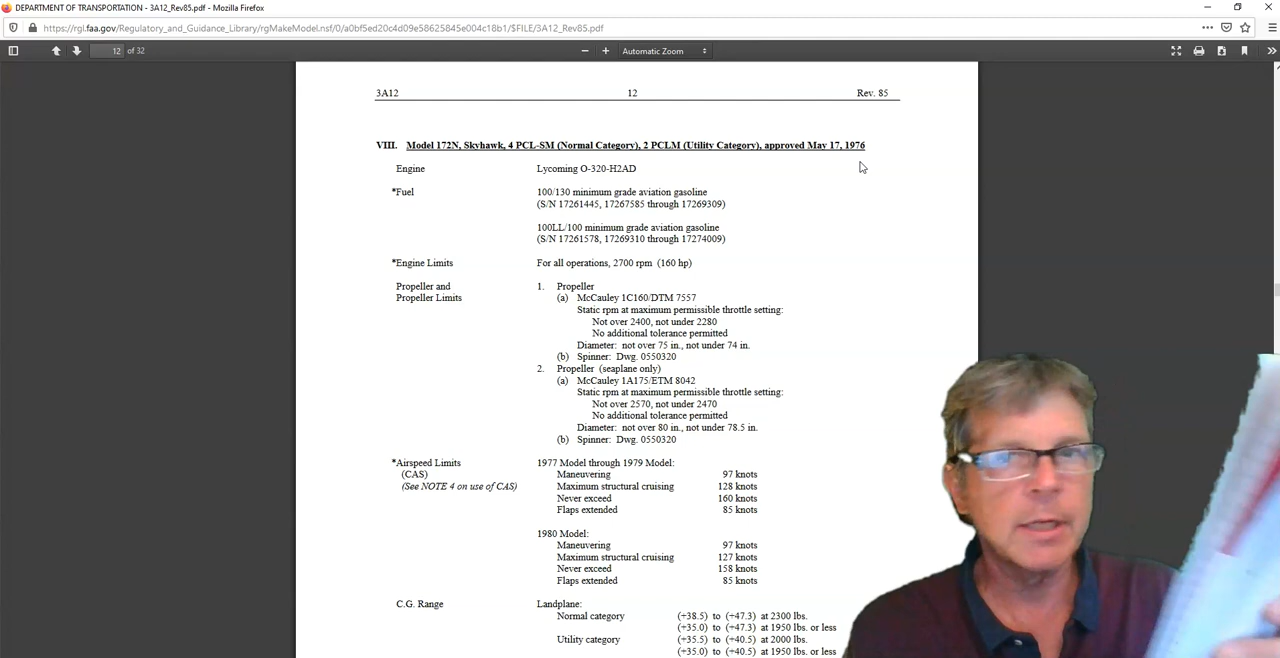 DEPARTMENT OF TRANSPORTATION - 3A12_Rev85.pdf - Mozilla Firefox
https://rgl.faa.gov/Regulatory_and_Guidance_Library/rgMakeModel.nsf/0/a0bf5ed20c4d09e58625845e004c18b1/$FILE/3A12_Rev85.pdf
12 of 32 Automatic Zoom
3A12 12 Rev. 85
VIII. Model 172N, Skyhawk, 4 PCL-SM (Normal Category), 2 PCLM (Utility Category), approved May 17, 1976
Engine Lycoming O-320-H2AD
*Fuel 100/130 minimum grade aviation gasoline
(S/N 17261445, 17267585 through 17269309)
100LL/100 minimum grade aviation gasoline
(S/N 17261578, 17269310 through 17274009)
*Engine Limits For all operations, 2700 rpm (160 hp)
Propeller and 1. Propeller
Propeller Limits (a) McCauley 1C160/DTM 7557
Static rpm at maximum permissible throttle setting:
Not over 2400, not under 2280
No additional tolerance permitted
Diameter: not over 75 in., not under 74 in.
(b) Spinner: Dwg. 0550320
2. Propeller (seaplane only)
(a) McCauley 1A175/ETM 8042
Static rpm at maximum permissible throttle setting:
Not over 2570, not under 2470
No additional tolerance permitted
Diameter: not over 80 in., not under 78.5 in.
(b) Spinner: Dwg. 0550320
*Airspeed Limits 1977 Model through 1979 Model:
(CAS) Maneuvering 97 knots
(See NOTE 4 on use of CAS) Maximum structural cruising 128 knots
Never exceed 160 knots
Flaps extended 85 knots
1980 Model:
Maneuvering 97 knots
Maximum structural cruising 127 knots
Never exceed 158 knots
Flaps extended 85 knots
C.G. Range Landplane:
Normal category (+38.5) to (+47.3) at 2300 lbs.
(+35.0) to (+47.3) at 1950 lbs. or less
Utility category (+35.5) to (+40.5) at 2000 lbs.
(+35.0) to (+40.5) at 1950 lbs. or less